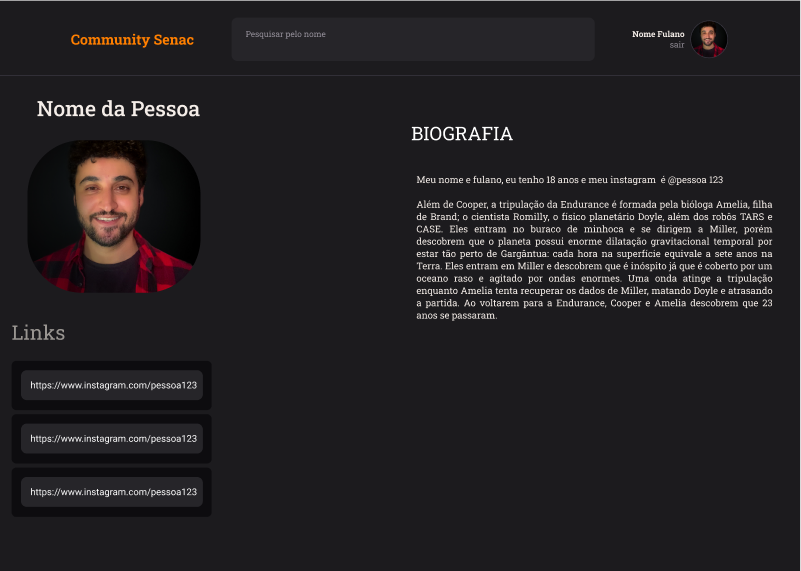 Community Senac
Pesquisar pelo nome
Nome Fulano
sair
Nome da Pessoa
BIOGRAFIA
Meu nome e fulano, eu tenho 18 anos e meu instagram é @pessoa 123
Além de Cooper, a tripulação da Endurance é formada pela bióloga Amelia, filha
de Brand; o cientista Romilly, o físico planetário Doyle, além dos robôs TARS e
CASE. Eles entram no buraco de minhoca e se dirigem a Miller, porém
descobrem que o planeta possui enorme dilatação gravitacional temporal por
estar tão perto de Gargântua: cada hora na superfície equivale a sete anos na
Terra. Eles entram em Miller e descobrem que é inóspito já que é coberto por um
oceano raso e agitado por ondas enormes. Uma onda atinge a tripulação
enquanto Amelia tenta recuperar os dados de Miller, matando Doyle e atrasando
a partida. Ao voltarem para a Endurance, Cooper e Amelia descobrem que 23
anos se passaram.
Links
https://www.instagram.com/pessoa123
https://www.instagram.com/pessoa123
https://www.instagram.com/pessoa123